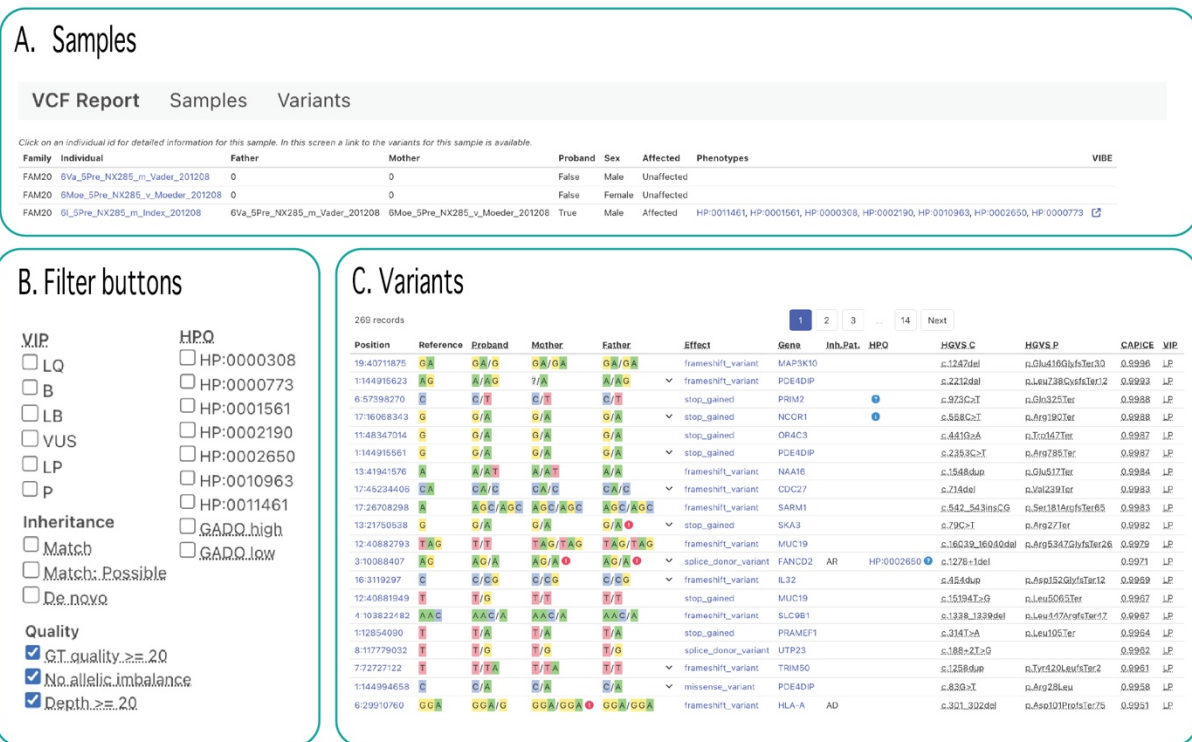 A. Samples
VCF Report Samples Variants
Click on an individual id for detailed information for this sample. In this screen a link to the variants for this sample is available.
Family Individual Father Mother Proband Sex Affected Phenotypes VIBE
FAM20 6Va_5Pre_NX285_m_Vader_201208 0 0 False Male Unaffected
FAM20 6Moe_5Pre_NX285_v_Moeder_201208 0 0 False Female Unaffected
FAM20 6I_5Pre_NX285_m_Index_201208 6Va_5Pre_NX285_m_Vader_201208 6Moe_5Pre_NX285_v_Moeder_201208 True Male Affected HP:0011461, HP:0001561, HP:0000308, HP:0002190, HP:0010963, HP:0002650, HP:0000773
B. Filter buttons
VIP
LQ
B
LB
VUS
LP
P
Inheritance
Match
Match: Possible
De novo
Quality
GT quality >= 20
No allelic imbalance
Depth >= 20
HPO
HP:0000308
HP:0000773
HP:0001561
HP:0002190
HP:0002650
HP:0010963
HP:0011461
GADO high
GADO low
C. Variants
269 records 1 2 3 ... 14 Next
Position Reference Proband Mother Father Effect Gene Inh.Pat. HPO HGVS C HGVS P CAPICE VIP
19:40711875 GA GA/G GA/GA GA/GA frameshift_variant MAP3K10 c.1247del p.Glu416GlyfsTer30 0.9996 LP
1:144915623 AG A/AG ?/A A/AG frameshift_variant PDE4DIP c.2212del p.Leu738CysfsTer12 0.9993 LP
6:57398270 C C/T C/T C/T stop_gained PRIM2 ? c.973C>T p.Gln325Ter 0.9988 LP
17:16068343 G G/A G/A G/A stop_gained NCOR1 c.568C>T p.Arg190Ter 0.9988 LP
11:48347014 G G/A G/A G/A stop_gained OR4C3 c.441G>A p.Trp147Ter 0.9987 LP
1:144915561 G G/A G/A G/A stop_gained PDE4DIP c.2353C>T p.Arg785Ter 0.9987 LP
13:41941576 A A/AT A/AT A/A frameshift_variant NAA16 c.1548dup p.Glu517Ter 0.9984 LP
17:45234406 CA CA/C CA/C CA/C frameshift_variant CDC27 c.714del p.Val239Ter 0.9983 LP
17:26708298 A AGC/AGC AGC/AGC AGC/AGC frameshift_variant SARM1 c.542_543insCG p.Ser181ArgfsTer65 0.9983 LP
13:21750538 G G/A G/A G/A ! stop_gained SKA3 c.79C>T p.Arg27Ter 0.9982 LP
12:40882793 TAG T/T TAG/TAG TAG/TAG frameshift_variant MUC19 c.16039_16040del p.Arg5347GlyfsTer26 0.9979 LP
3:10088407 AG AG/A AG/A ! AG/A ! splice_donor_variant FANCD2 AR HP:0002650 ? c.1278+1del 0.9971 LP
16:3119297 C C/CG C/CG C/CG frameshift_variant IL32 c.454dup p.Asp152GlyfsTer12 0.9969 LP
12:40881949 T T/G T/T T/T stop_gained MUC19 c.15194T>G p.Leu5065Ter 0.9967 LP
4:103822482 AAC AAC/A AAC/A AAC/A frameshift_variant SLC9B1 c.1338_1339del p.Leu447ArgfsTer47 0.9967 LP
1:12854090 T T/A T/A T/A stop_gained PRAMEF1 c.314T>A p.Leu105Ter 0.9964 LP
8:117779032 T T/G T/G T/G splice_donor_variant UTP23 c.188+2T>G 0.9962 LP
7:72727122 T T/TA T/TA T/T frameshift_variant TRIM50 c.1258dup p.Tyr420LeufsTer2 0.9961 LP
1:144994658 C C/A C/A C/A missense_variant PDE4DIP c.83G>T p.Arg28Leu 0.9958 LP
6:29910760 GGA GGA/G GGA/GGA ! GGA/GGA frameshift_variant HLA-A AD c.301_302del p.Asp101ProfsTer75 0.9951 LP